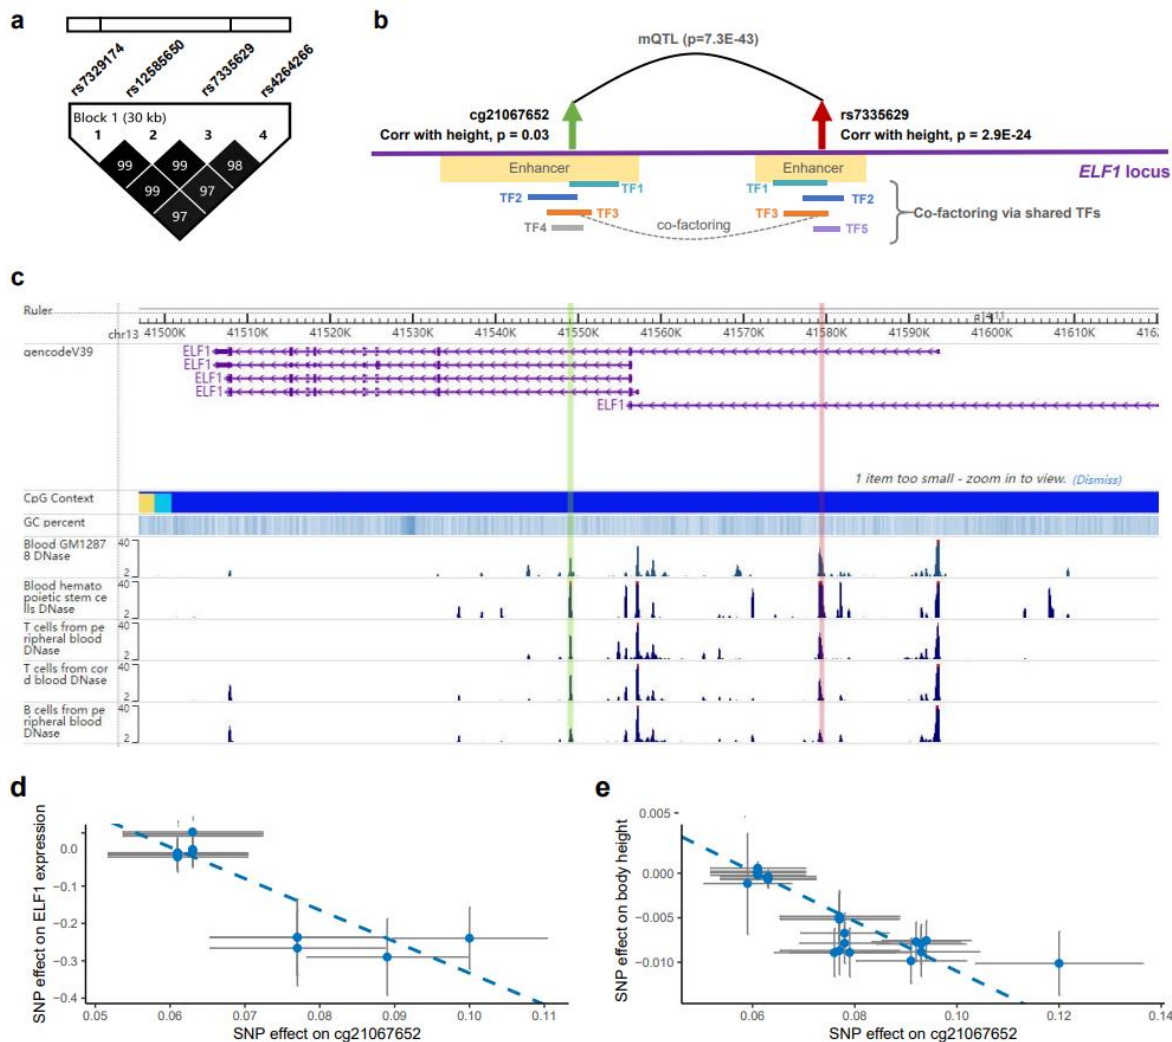 a
rs7329174
rs12585650
rs7335629
rs4264266
Block 1 (30 kb)
1 2 3 4
99 99 98
99 97
97
b
mQTL (p=7.3E-43)
cg21067652
Corr with height, p = 0.03
rs7335629
Corr with height, p = 2.9E-24
Enhancer
Enhancer
ELF1 locus
TF1
TF2
TF3
TF4
TF1
TF2
TF3
TF5
co-factoring
Co-factoring via shared TFs
c
Ruler
chr13
41500K 41510K 41520K 41530K 41540K 41550K 41560K 41570K 41580K 41590K 41600K 41610K 4162
gencodeV39
ELF1
ELF1
ELF1
ELF1
ELF1
1 item too small - zoom in to view. (Dismiss)
CpG Context
GC percent
Blood GM1287
8 DNase
40
2
Blood hemato
poietic stem ce
lls DNase
40
2
T cells from pe
ripheral blood
DNase
40
2
T cells from cor
d blood DNase
40
2
B cells from pe
ripheral blood
DNase
40
2
d
SNP effect on ELF1 expression
0.0
−0.1
−0.2
−0.3
−0.4
0.05 0.06 0.07 0.08 0.09 0.10 0.11
SNP effect on cg21067652
e
SNP effect on body height
0.005
0.000
−0.005
−0.010
0.06 0.08 0.10 0.12 0.14
SNP effect on cg21067652